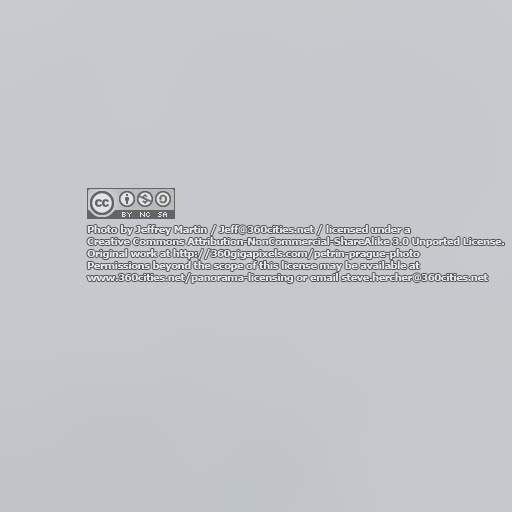 cc
BY NC SA
Photo by Jeffrey Martin / Jeff@360cities.net / licensed under a
Creative Commons Attribution-NonCommercial-ShareAlike 3.0 Unported License.
Original work at http://360gigapixels.com/petrin-prague-photo
Permissions beyond the scope of this license may be available at
www.360cities.net/panorama-licensing or email steve.hercher@360cities.net